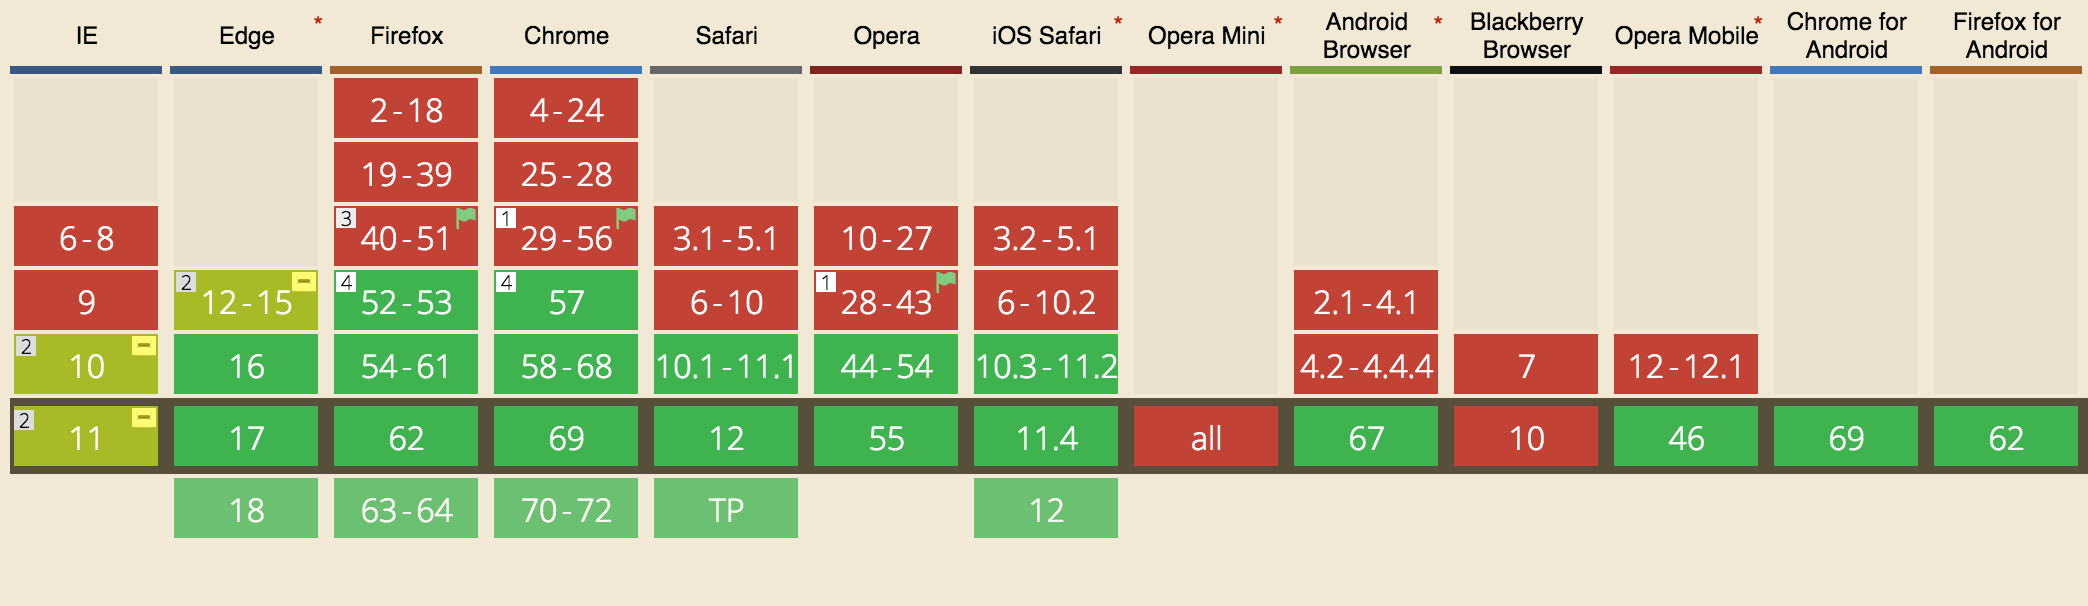 IE Edge * Firefox Chrome Safari Opera iOS Safari * Opera Mini * Android Browser * Blackberry Browser Opera Mobile * Chrome for Android Firefox for Android
2-18 4-24
19-39 25-28
6-8 3 40-51 1 29-56 3.1-5.1 10-27 3.2-5.1
9 2 12-15 4 52-53 4 57 6-10 1 28-43 6-10.2 2.1-4.1
2 10 16 54-61 58-68 10.1-11.1 44-54 10.3-11.2 4.2-4.4.4 7 12-12.1
2 11 17 62 69 12 55 11.4 all 67 10 46 69 62
18 63-64 70-72 TP 12